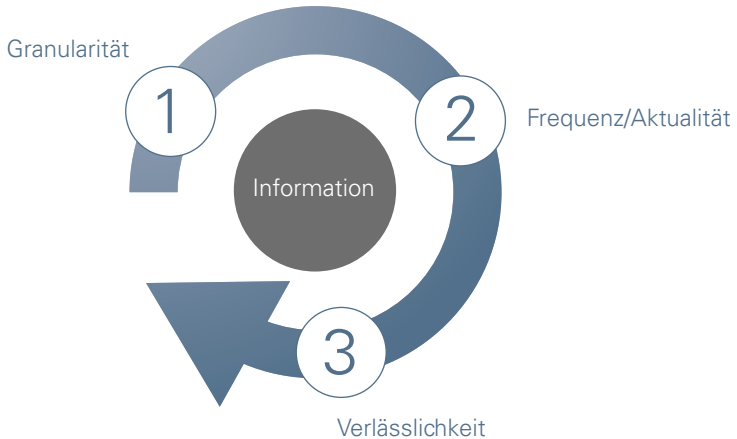 Granularität
1
2
Frequenz/Aktualität
Information
3
Verlässlichkeit